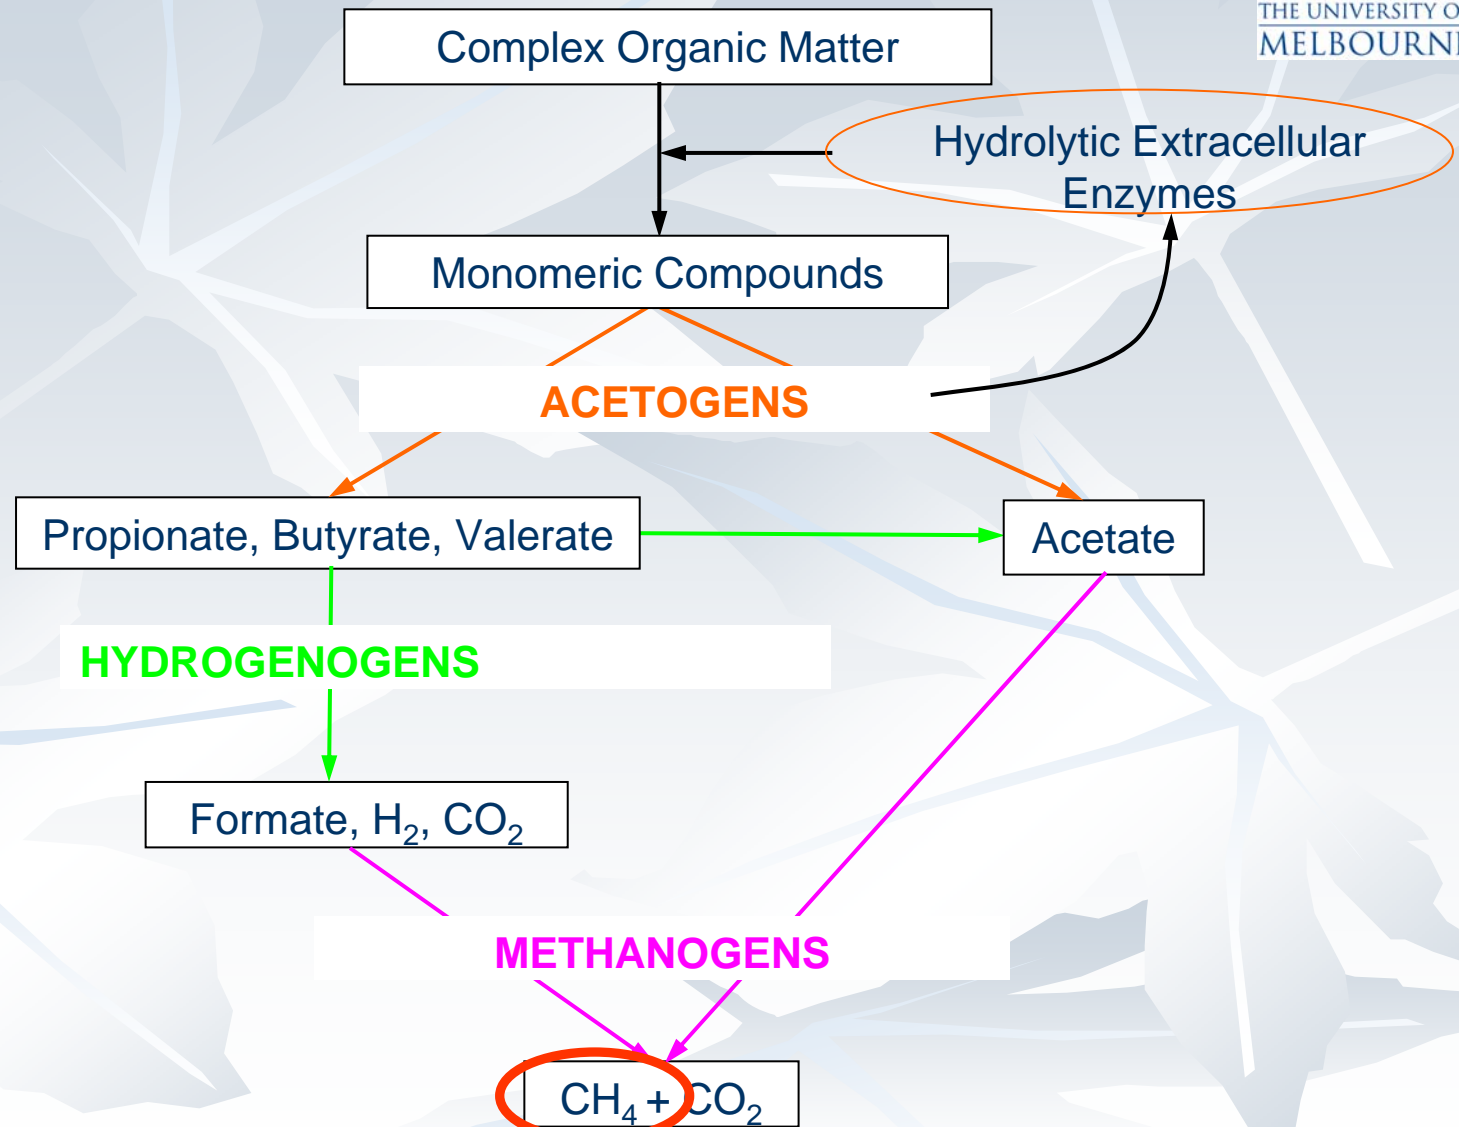 THE UNIVERSITY O
MELBOURNE
Complex Organic Matter
Hydrolytic Extracellular
Enzymes
Monomeric Compounds
ACETOGENS
Propionate, Butyrate, Valerate
Acetate
HYDROGENOGENS
Formate, H₂, CO₂
METHANOGENS
CH₄ + CO₂